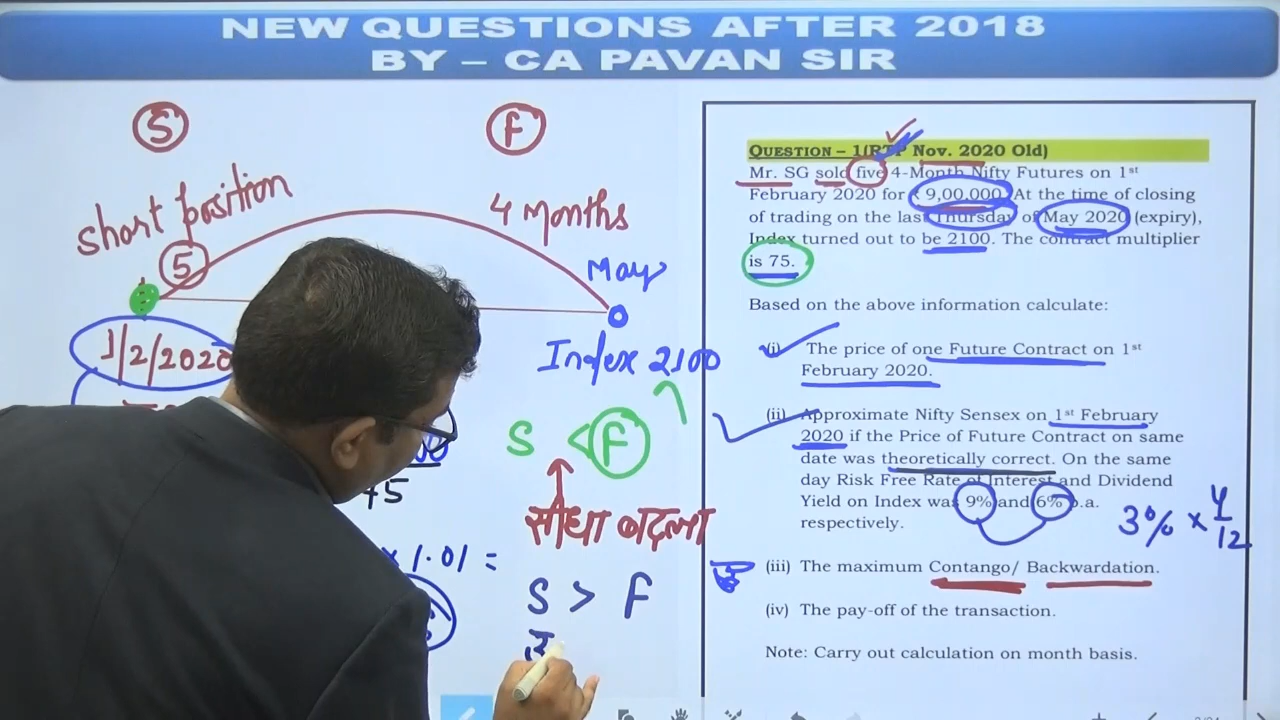 NEW QUESTIONS AFTER 2018
BY – CA PAVAN SIR
S
F
short position
5
4 Months
May
1/2/2020
Index 2100
S < F
सीधा बदला
× 1.01 =
S > F
QUESTION – 1(RTP Nov. 2020 Old)
Mr. SG sold five 4-Month Nifty Futures on 1st
February 2020 for 9,00,000. At the time of closing
of trading on the last Thursday of May 2020 (expiry),
Index turned out to be 2100. The contract multiplier
is 75.
Based on the above information calculate:
(i) The price of one Future Contract on 1st
February 2020.
(ii) Approximate Nifty Sensex on 1st February
2020 if the Price of Future Contract on same
date was theoretically correct. On the same
day Risk Free Rate of Interest and Dividend
Yield on Index was 9% and 6% p.a.
respectively.
3% × 4/12
(iii) The maximum Contango/ Backwardation.
(iv) The pay-off of the transaction.
Note: Carry out calculation on month basis.